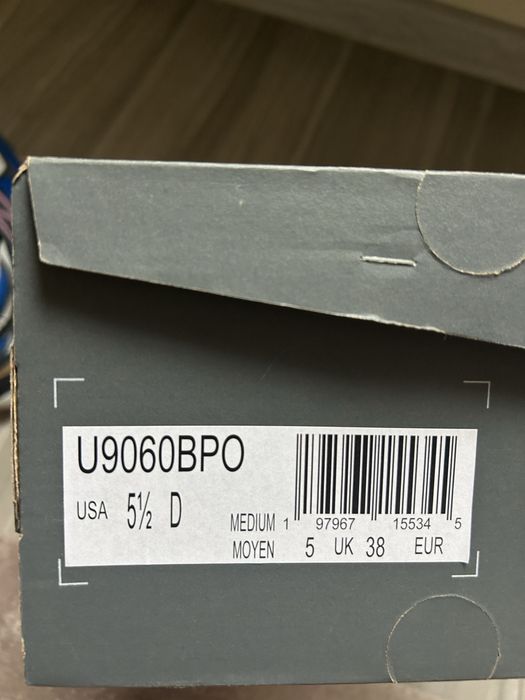 U9060BPO
USA 5½ D
1 97967 15534 5
MEDIUM
MOYEN 5 UK 38 EUR